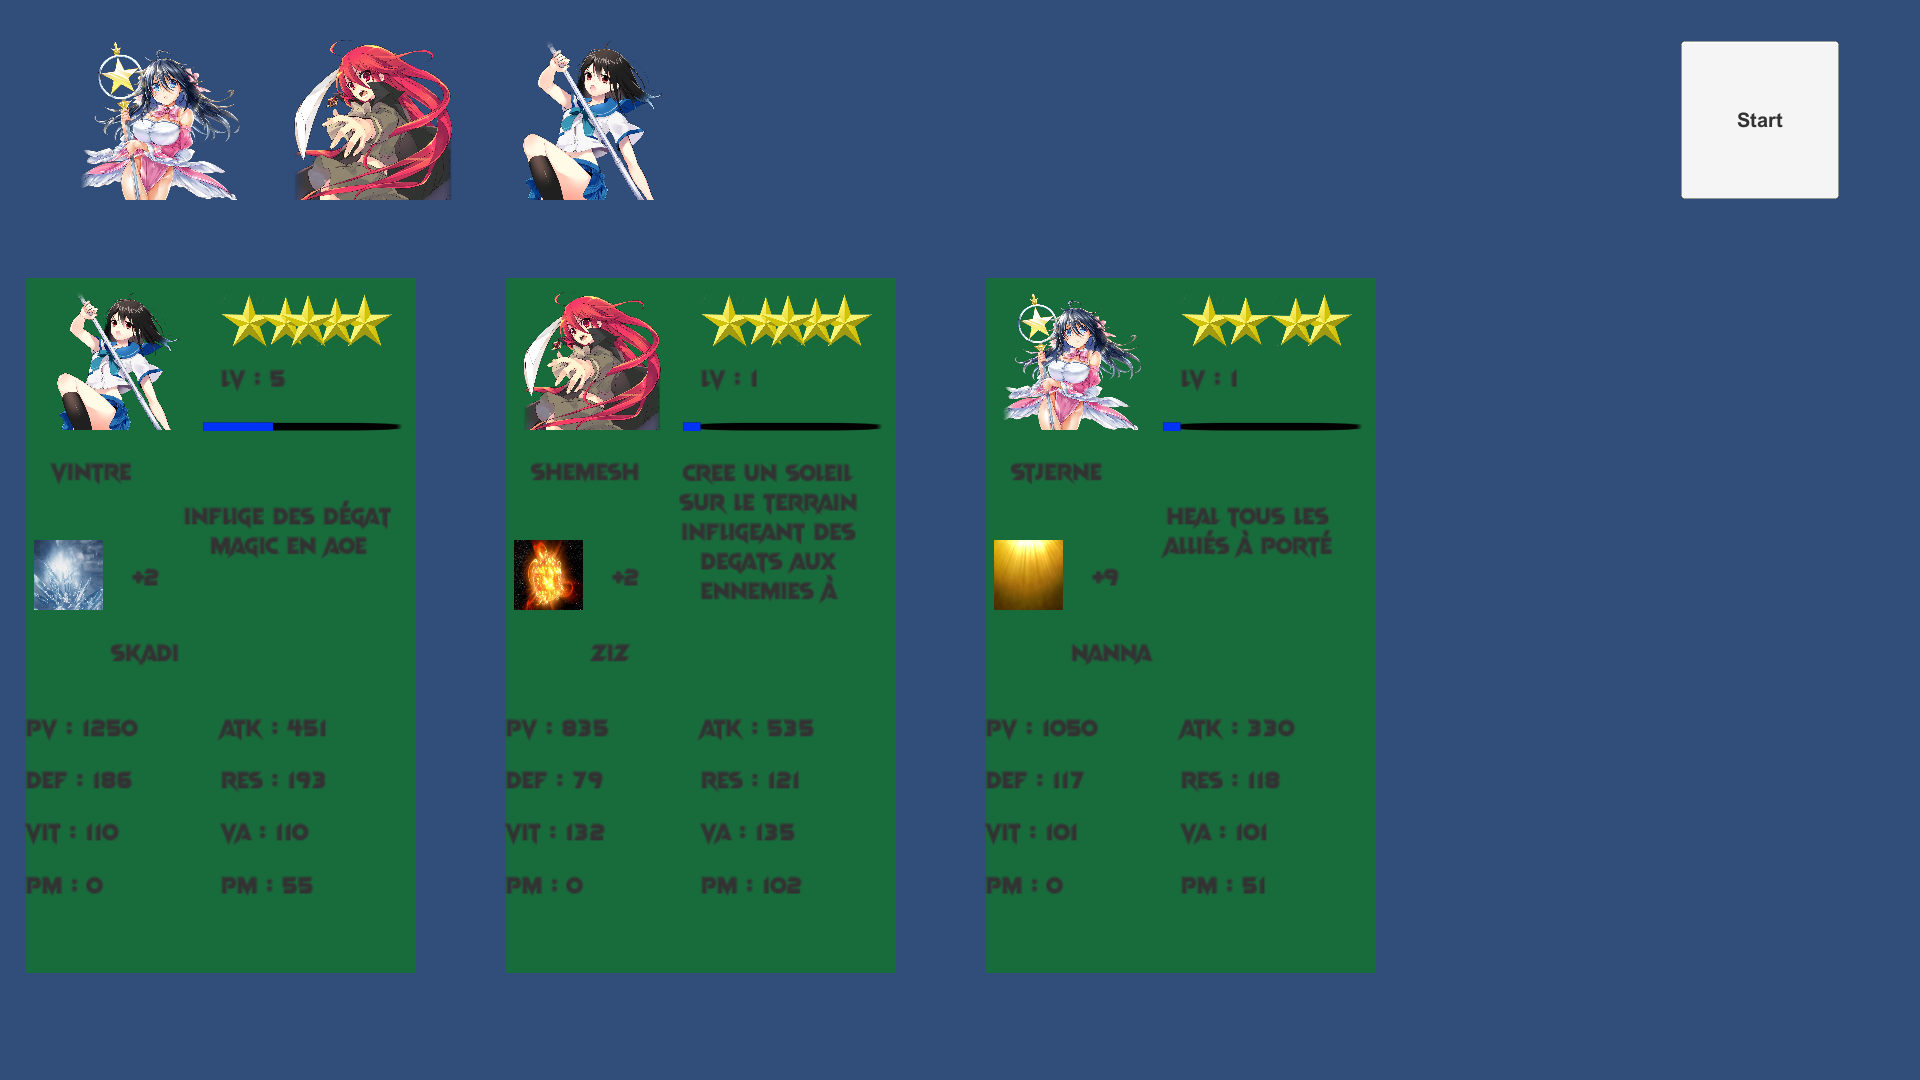 Start
LV : 5
VINTRE
INFLIGE DES DÉGAT
MAGIC EN AOE
+2
SKADI
PV : 1250
ATK : 451
DEF : 186
RES : 193
VIT : 110
VA : 110
PM : 0
PM : 55
LV : 1
SHEMESH
CREE UN SOLEIL
SUR LE TERRAIN
INFLIGEANT DES
DEGATS AUX
ENNEMIES À
+2
ZIZ
PV : 835
ATK : 535
DEF : 79
RES : 121
VIT : 132
VA : 135
PM : 0
PM : 102
LV : 1
STJERNE
HEAL TOUS LES
ALLIÉS À PORTÉ
+9
NANNA
PV : 1050
ATK : 330
DEF : 117
RES : 118
VIT : 101
VA : 101
PM : 0
PM : 51